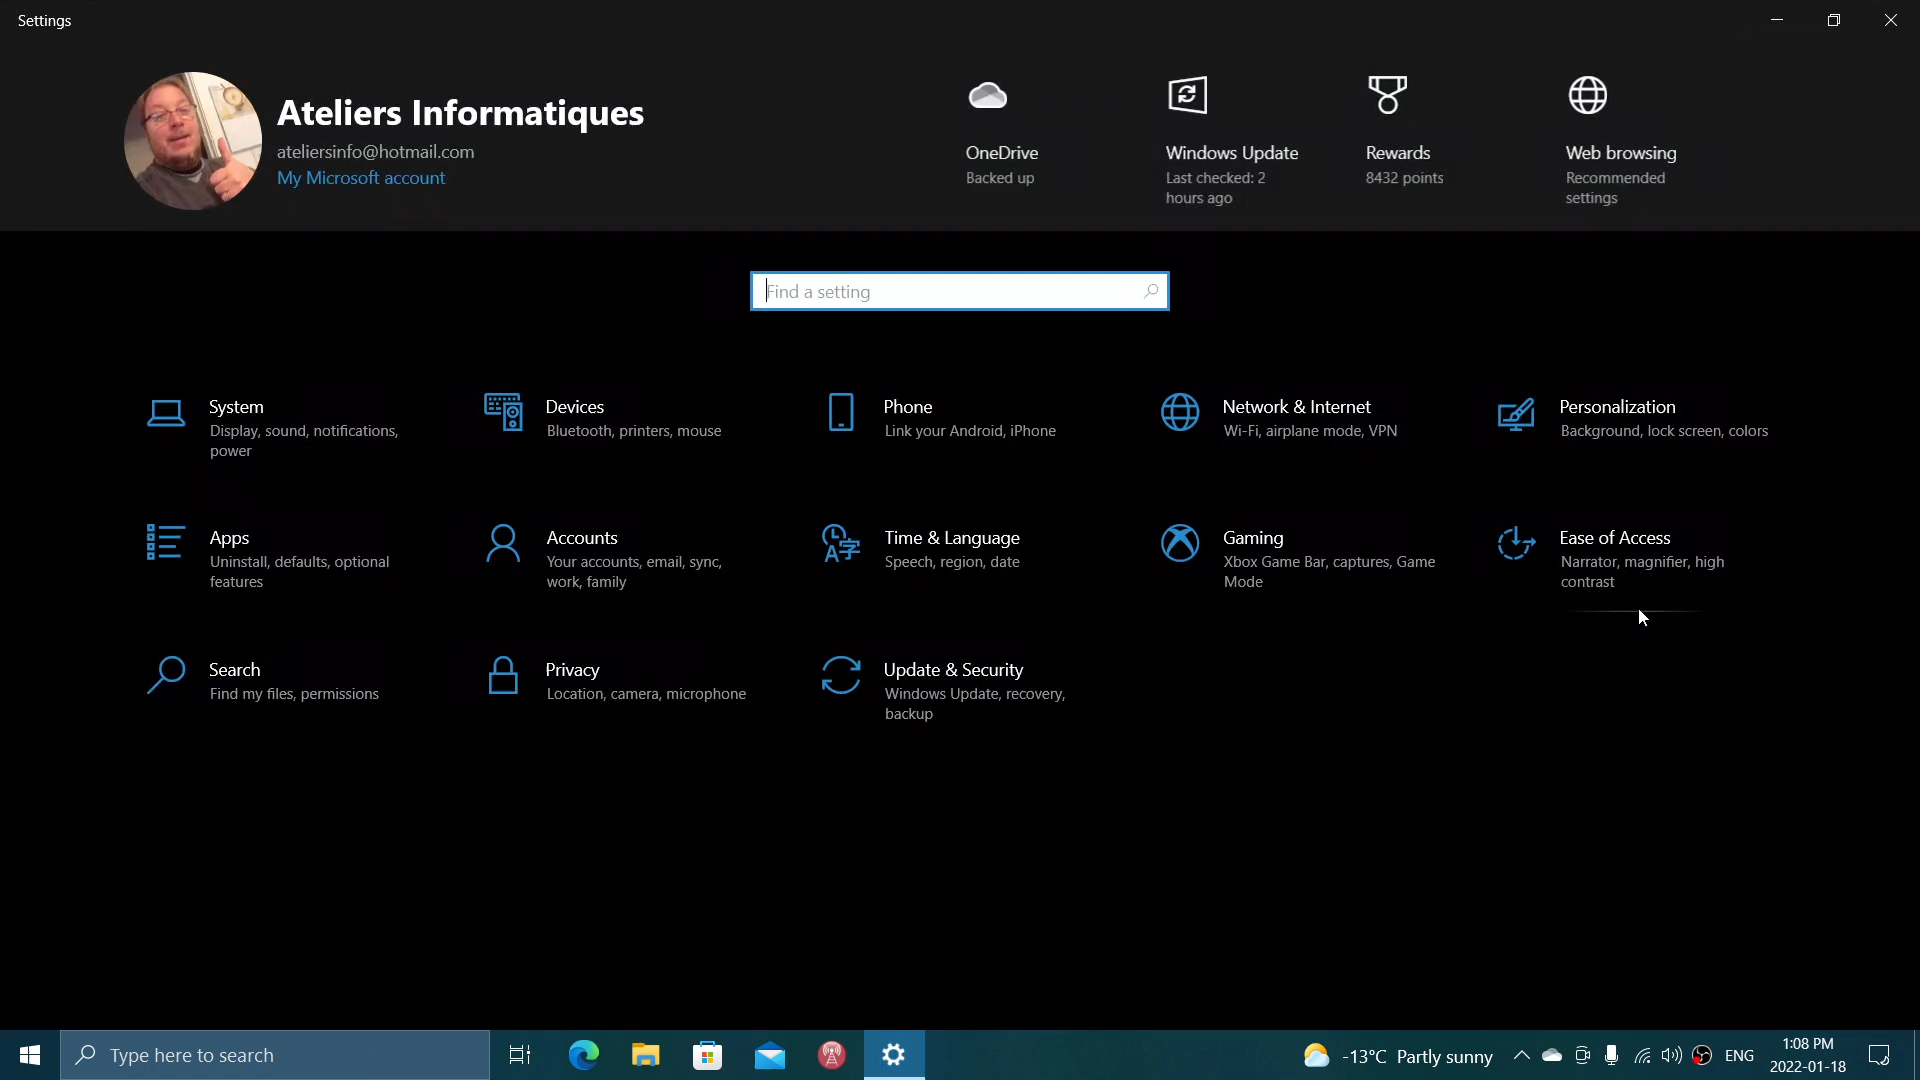 Settings
Ateliers Informatiques
ateliersinfo@hotmail.com
My Microsoft account
OneDrive
Backed up
Windows Update
Last checked: 2
hours ago
Rewards
8432 points
Web browsing
Recommended
settings
Find a setting
System
Display, sound, notifications,
power
Devices
Bluetooth, printers, mouse
Phone
Link your Android, iPhone
Network & Internet
Wi-Fi, airplane mode, VPN
Personalization
Background, lock screen, colors
Apps
Uninstall, defaults, optional
features
Accounts
Your accounts, email, sync,
work, family
Time & Language
Speech, region, date
Gaming
Xbox Game Bar, captures, Game
Mode
Ease of Access
Narrator, magnifier, high
contrast
Search
Find my files, permissions
Privacy
Location, camera, microphone
Update & Security
Windows Update, recovery,
backup
Type here to search
-13°C Partly sunny
ENG
1:08 PM
2022-01-18